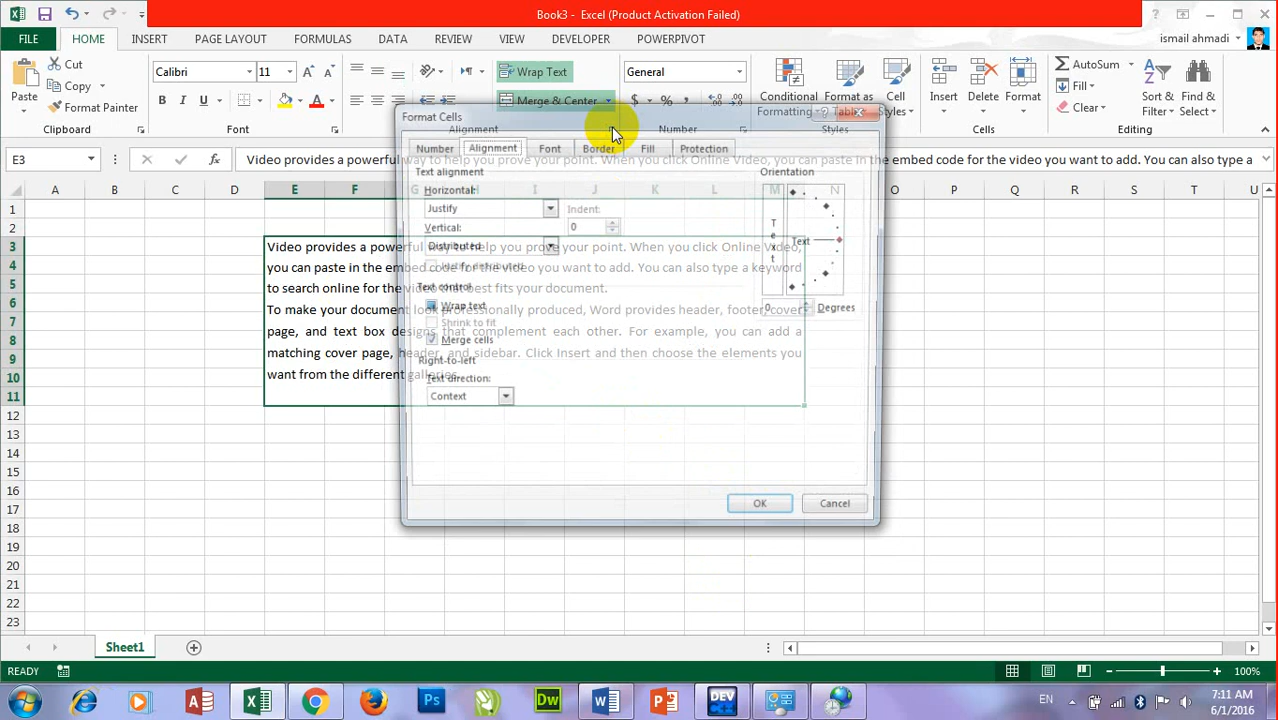 Book3 - Excel (Product Activation Failed)
FILE HOME INSERT PAGE LAYOUT FORMULAS DATA REVIEW VIEW DEVELOPER POWERPIVOT ismail ahmadi
Cut
Copy
Format Painter
Paste
Clipboard
Calibri 11
B I U
Font
Wrap Text
Merge & Center
Alignment
General
$ % ,
Number
Conditional Formatting
Format as Table
Cell Styles
Styles
Insert Delete Format
Cells
AutoSum
Fill
Clear
Sort & Filter
Find & Select
Editing
E3 fx Video provides a powerful way to help you prove your point. When you click Online Video, you can paste in the embed code for the video you want to add. You can also type a keywo
A B C D E F G H I J K L M N O P Q R S T U
1
2
3
4
5
6
7
8
9
10
11
12
13
14
15
16
17
18
19
20
21
22
23
Video provides a powerful way to help you prove your point. When you click Online Video,
you can paste in the embed code for the video you want to add. You can also type a keyword
to search online for the video that best fits your document.
To make your document look professionally produced, Word provides header, footer, cover
page, and text box designs that complement each other. For example, you can add a
matching cover page, header, and sidebar. Click Insert and then choose the elements you
want from the different galleries.
Format Cells
Number Alignment Font Border Fill Protection
Text alignment
Horizontal:
Justify
Indent:
0
Vertical:
Distributed
Justify distributed
Text control
Wrap text
Shrink to fit
Merge cells
Right-to-left
Text direction:
Context
Orientation
Text
Text
0 Degrees
OK Cancel
Sheet1
READY 100%
Ps Dw DEV EN 7:11 AM
6/1/2016